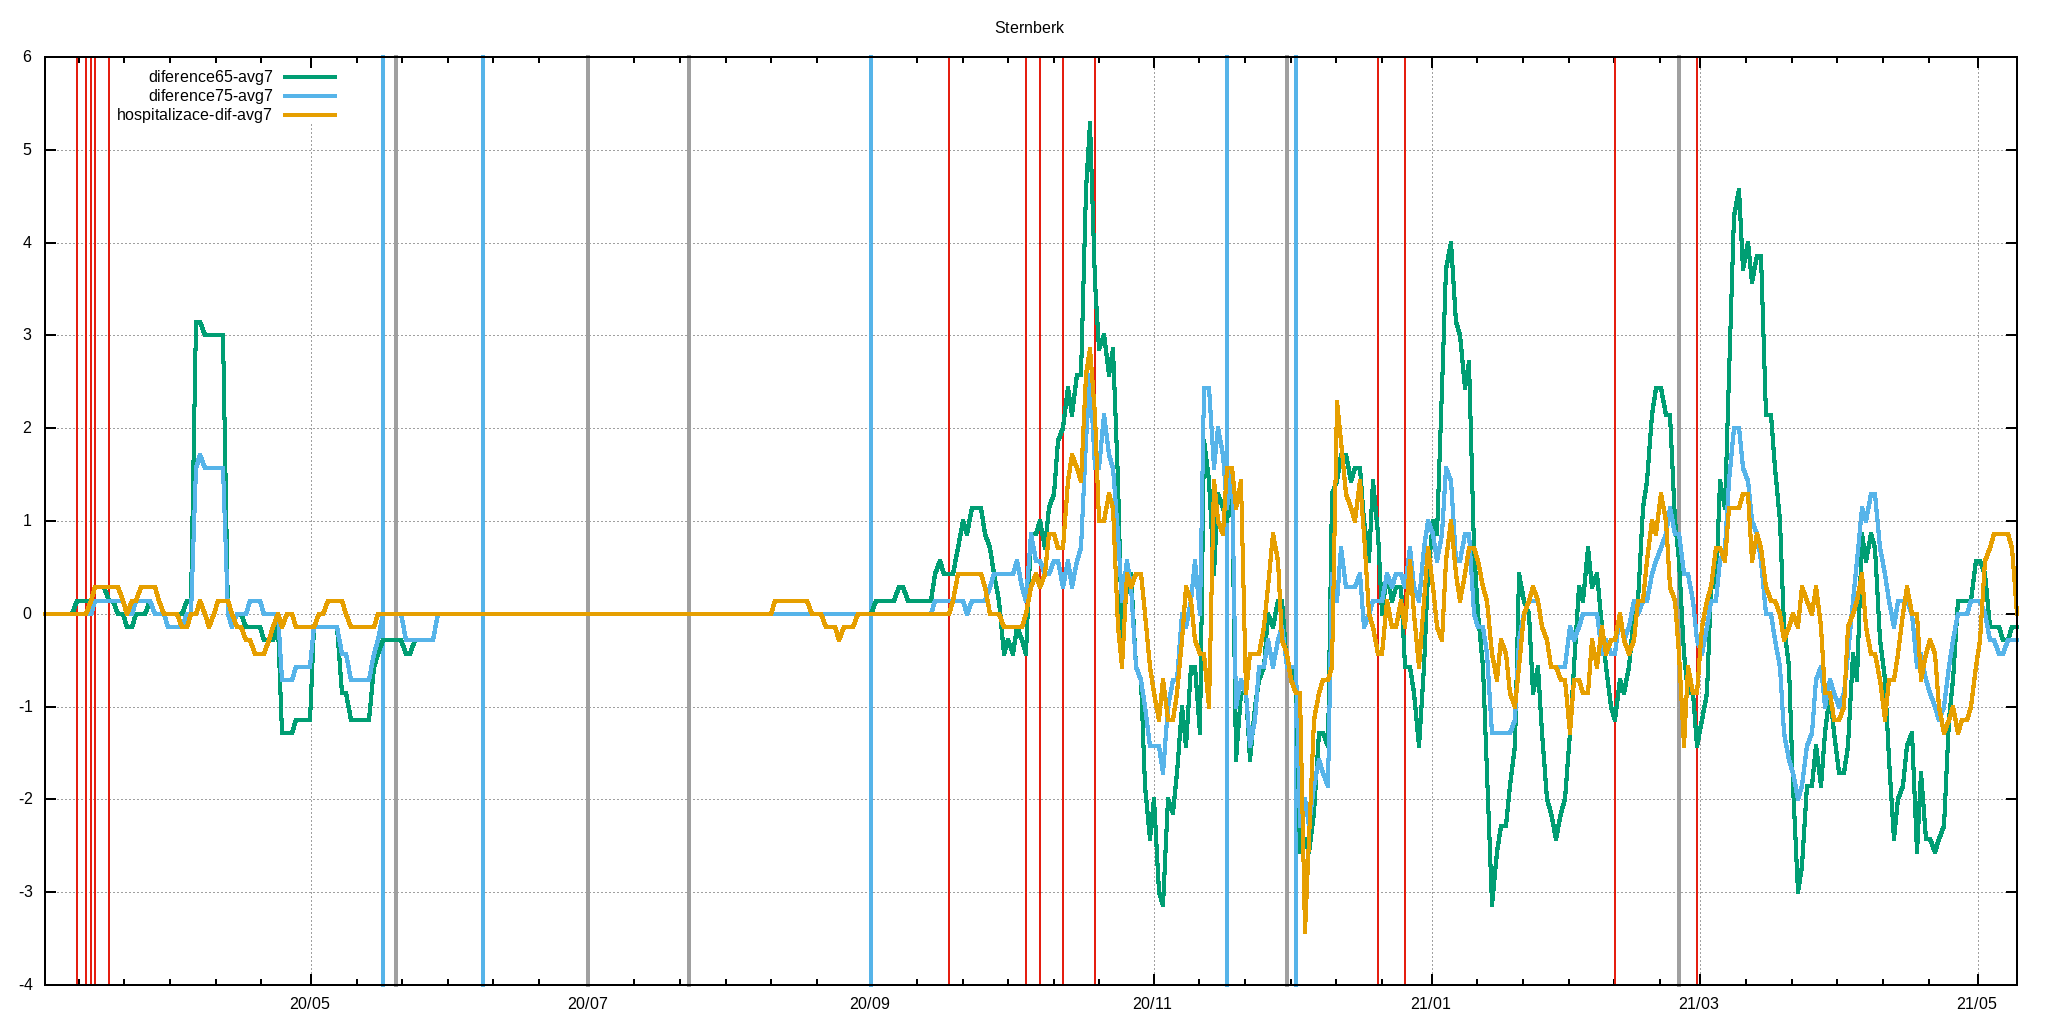 Sternberk
diference65-avg7
diference75-avg7
hospitalizace-dif-avg7
6
5
4
3
2
1
0
-1
-2
-3
-4
20/05 20/07 20/09 20/11 21/01 21/03 21/05